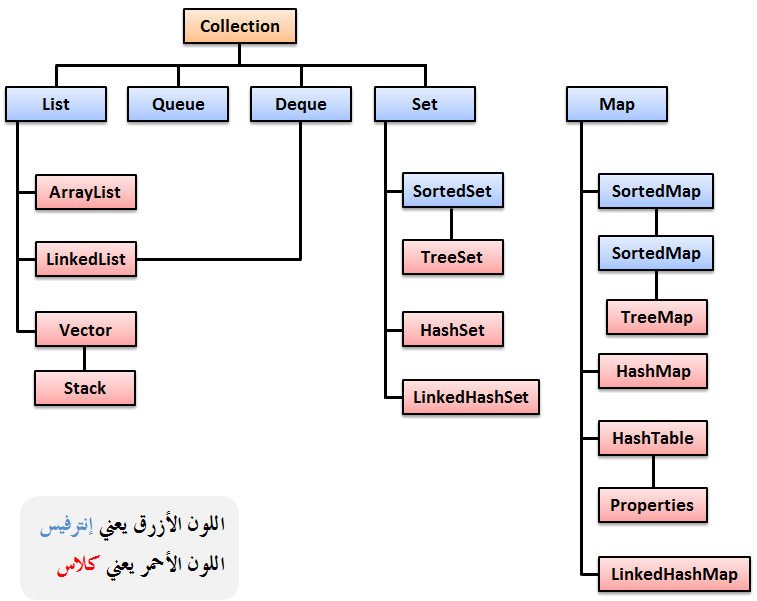 Collection
List
Queue
Deque
Set
Map
ArrayList
LinkedList
Vector
Stack
SortedSet
TreeSet
HashSet
LinkedHashSet
SortedMap
SortedMap
TreeMap
HashMap
HashTable
Properties
LinkedHashMap
اللون الأزرق يعني إنترفيس
اللون الأحمر يعني كلاس